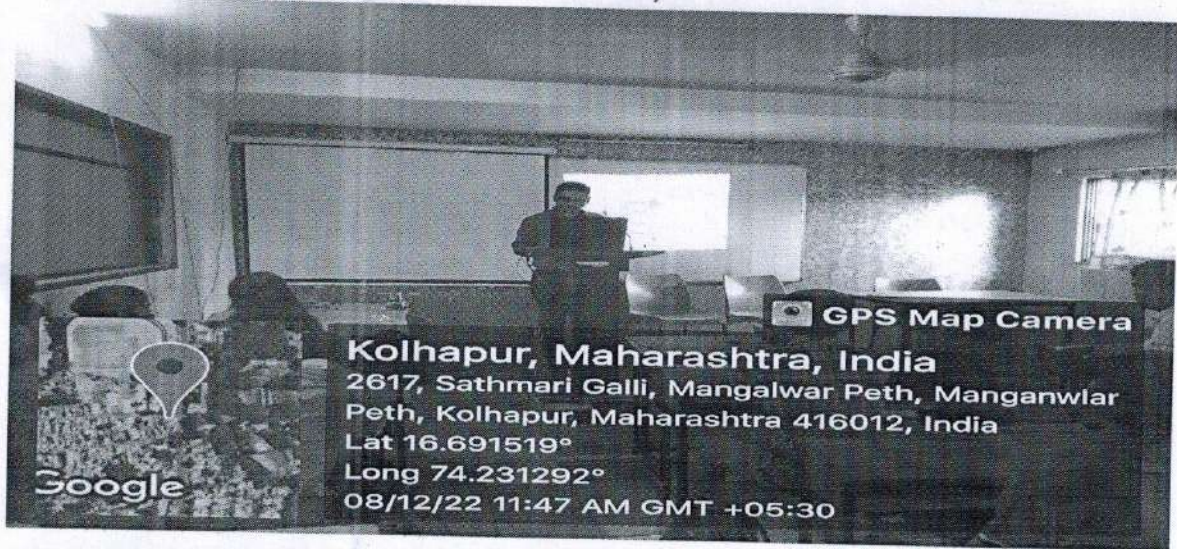 GPS Map Camera
Kolhapur, Maharashtra, India
2617, Sathmari Galli, Mangalwar Peth, Manganwlar
Peth, Kolhapur, Maharashtra 416012, India
Lat 16.691519°
Long 74.231292°
08/12/22 11:47 AM GMT +05:30
Google